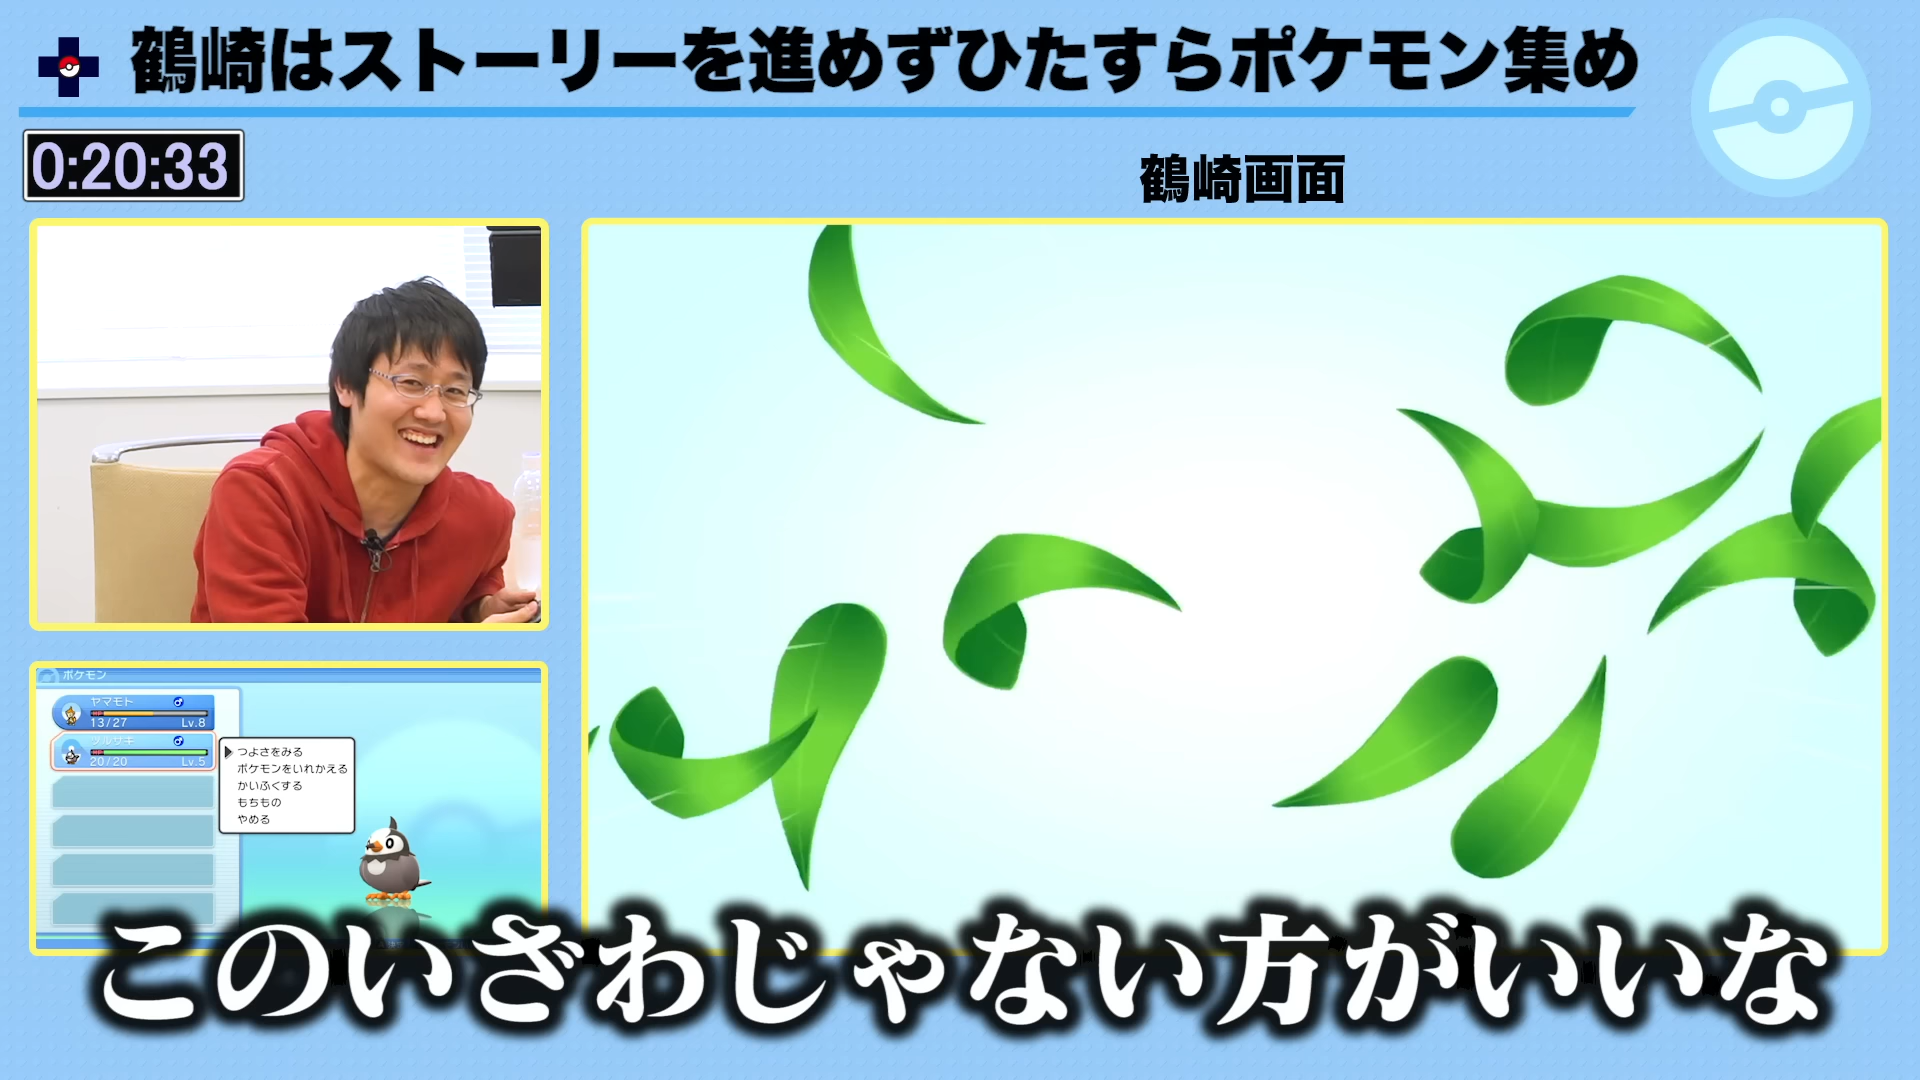 鶴崎はストーリーを進めずひたすらポケモン集め
0:20:33
鶴崎画面
ポケモン
ヤマモト
13/27 Lv.8
ツルサキ
20/20 Lv.5
つよさをみる
ポケモンをいれかえる
かいふくする
もちもの
やめる
このいざわじゃない方がいいな